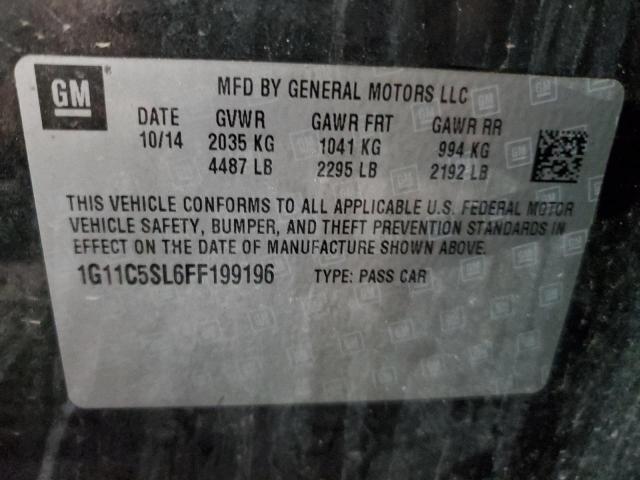 GM
MFD BY GENERAL MOTORS LLC
DATE GVWR GAWR FRT GAWR RR
10/14 2035 KG 1041 KG 994 KG
4487 LB 2295 LB 2192 LB
THIS VEHICLE CONFORMS TO ALL APPLICABLE U.S. FEDERAL MOTOR
VEHICLE SAFETY, BUMPER, AND THEFT PREVENTION STANDARDS IN
EFFECT ON THE DATE OF MANUFACTURE SHOWN ABOVE.
1G11C5SL6FF199196 TYPE: PASS CAR